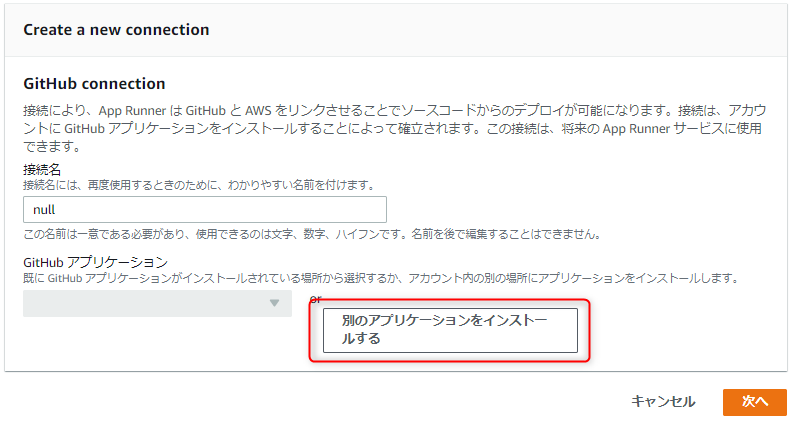 Create a new connection
GitHub connection
接続により、App Runner は GitHub と AWS をリンクさせることでソースコードからのデプロイが可能になります。接続は、アカウ
ントに GitHub アプリケーションをインストールすることによって確立されます。この接続は、将来の App Runner サービスに使用
できます。
接続名
接続名には、再度使用するときのために、わかりやすい名前を付けます。
null
この名前は一意である必要があり、使用できるのは文字、数字、ハイフンです。名前を後で編集することはできません。
GitHub アプリケーション
既に GitHub アプリケーションがインストールされている場所から選択するか、アカウント内の別の場所にアプリケーションをインストールします。
or
別のアプリケーションをインストー
ルする
キャンセル
次へ